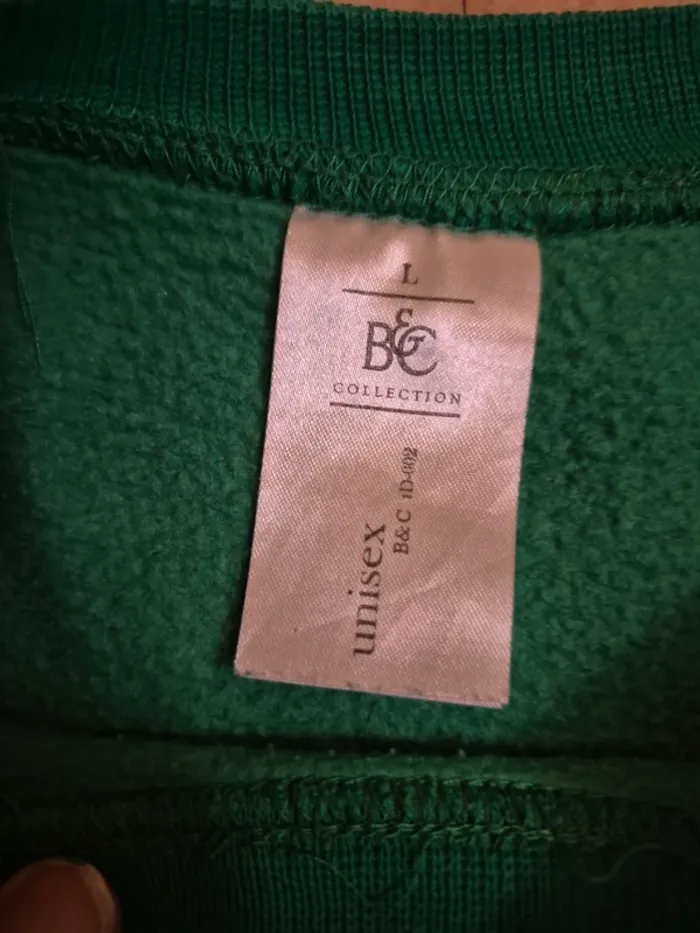 L
B&C
COLLECTION
unisex
B&C ID-002